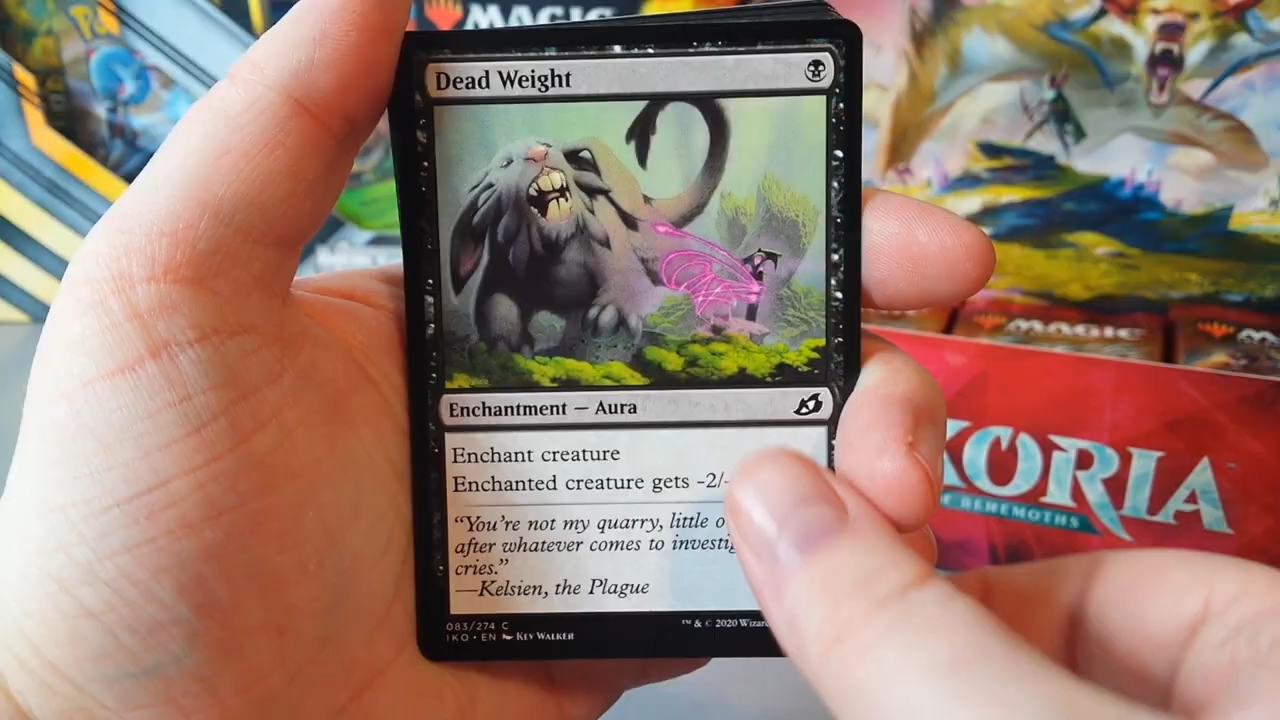 MAGIC
Dead Weight
Enchantment — Aura
Enchant creature
Enchanted creature gets -2/-
"You're not my quarry, little o
after whatever comes to investig
cries."
—Kelsien, the Plague
083/274 C
IKO • EN KEV WALKER
™ & © 2020 Wizar
MAGIC
KORIA
BEHEMOTHS